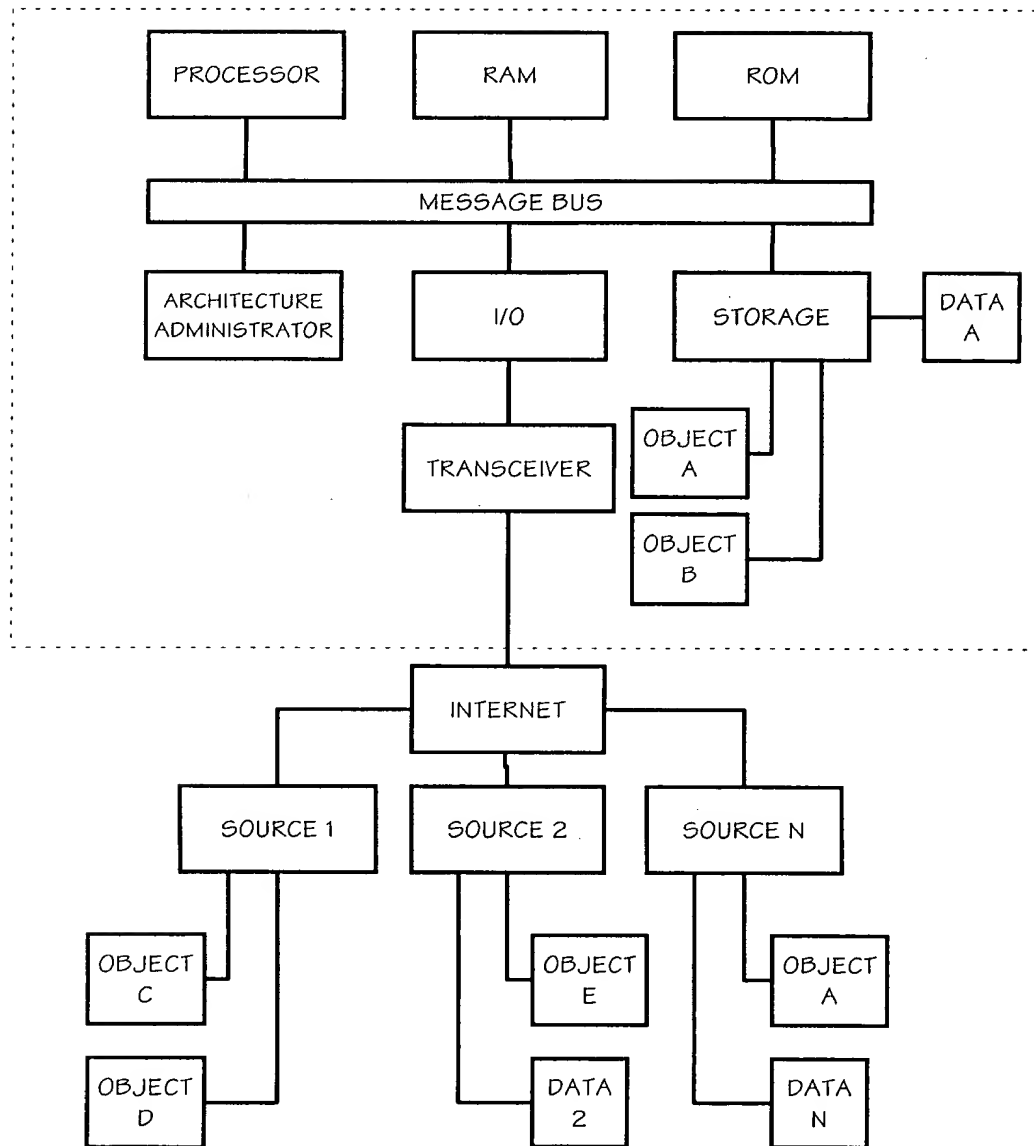 PROCESSOR
RAM
ROM
MESSAGE BUS
ARCHITECTURE
ADMINISTRATOR
I/O
STORAGE
DATA
A
OBJECT
A
TRANSCEIVER
OBJECT
B
INTERNET
SOURCE 1
SOURCE 2
SOURCE N
OBJECT
C
OBJECT
E
OBJECT
A
OBJECT
D
DATA
2
DATA
N